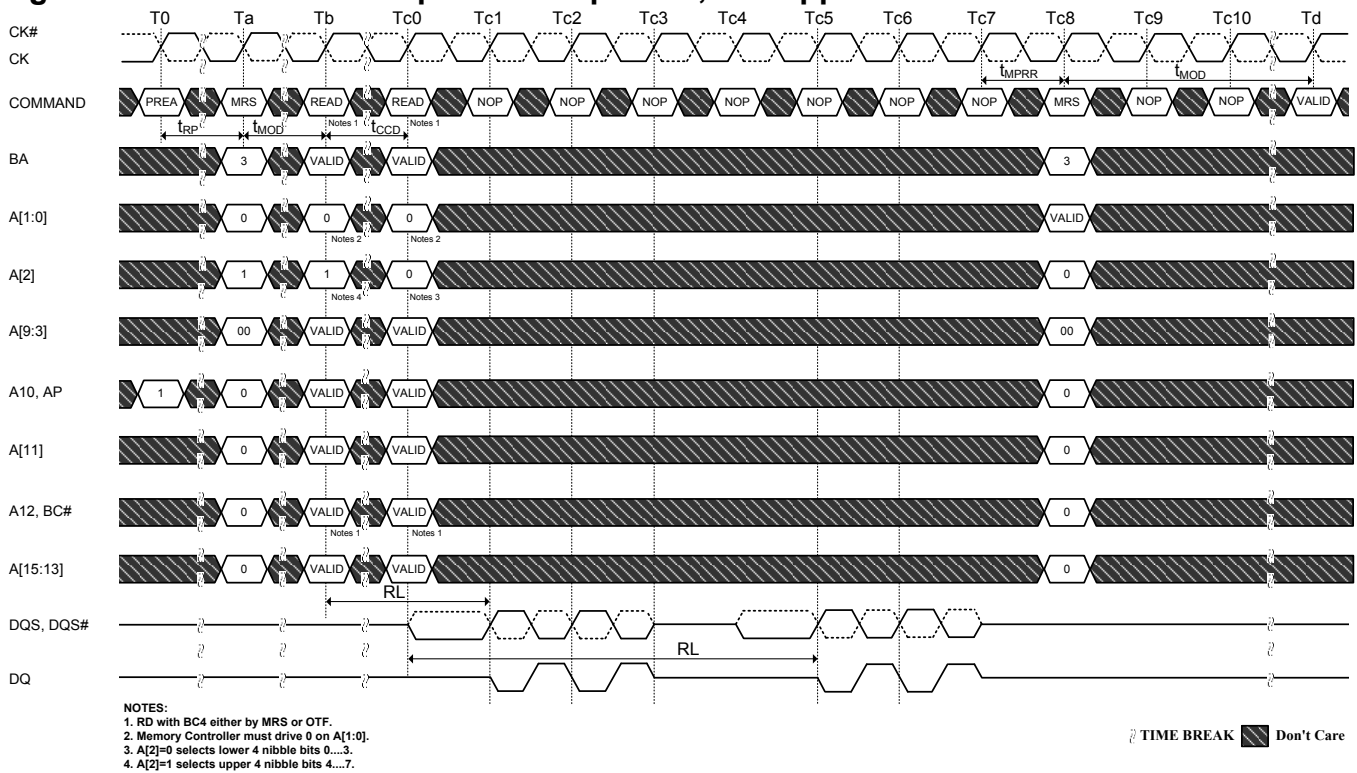 T0 Ta Tb Tc0 Tc1 Tc2 Tc3 Tc4 Tc5 Tc6 Tc7 Tc8 Tc9 Tc10 Td
CK#
CK
tMPRR tMOD
COMMAND PREA MRS READ READ NOP NOP NOP NOP NOP NOP NOP MRS NOP NOP VALID
Notes 1 Notes 1
tRP tMOD tCCD
BA 3 VALID VALID 3
A[1:0] 0 0 0 VALID
Notes 2 Notes 2
A[2] 1 1 0 0
Notes 4 Notes 3
A[9:3] 00 VALID VALID 00
A10, AP 1 0 VALID VALID 0
A[11] 0 VALID VALID 0
A12, BC# 0 VALID VALID 0
Notes 1 Notes 1
A[15:13] 0 VALID VALID 0
RL
DQS, DQS#
RL
DQ
NOTES:
1. RD with BC4 either by MRS or OTF.
2. Memory Controller must drive 0 on A[1:0].
3. A[2]=0 selects lower 4 nibble bits 0....3.
4. A[2]=1 selects upper 4 nibble bits 4....7.
TIME BREAK Don't Care